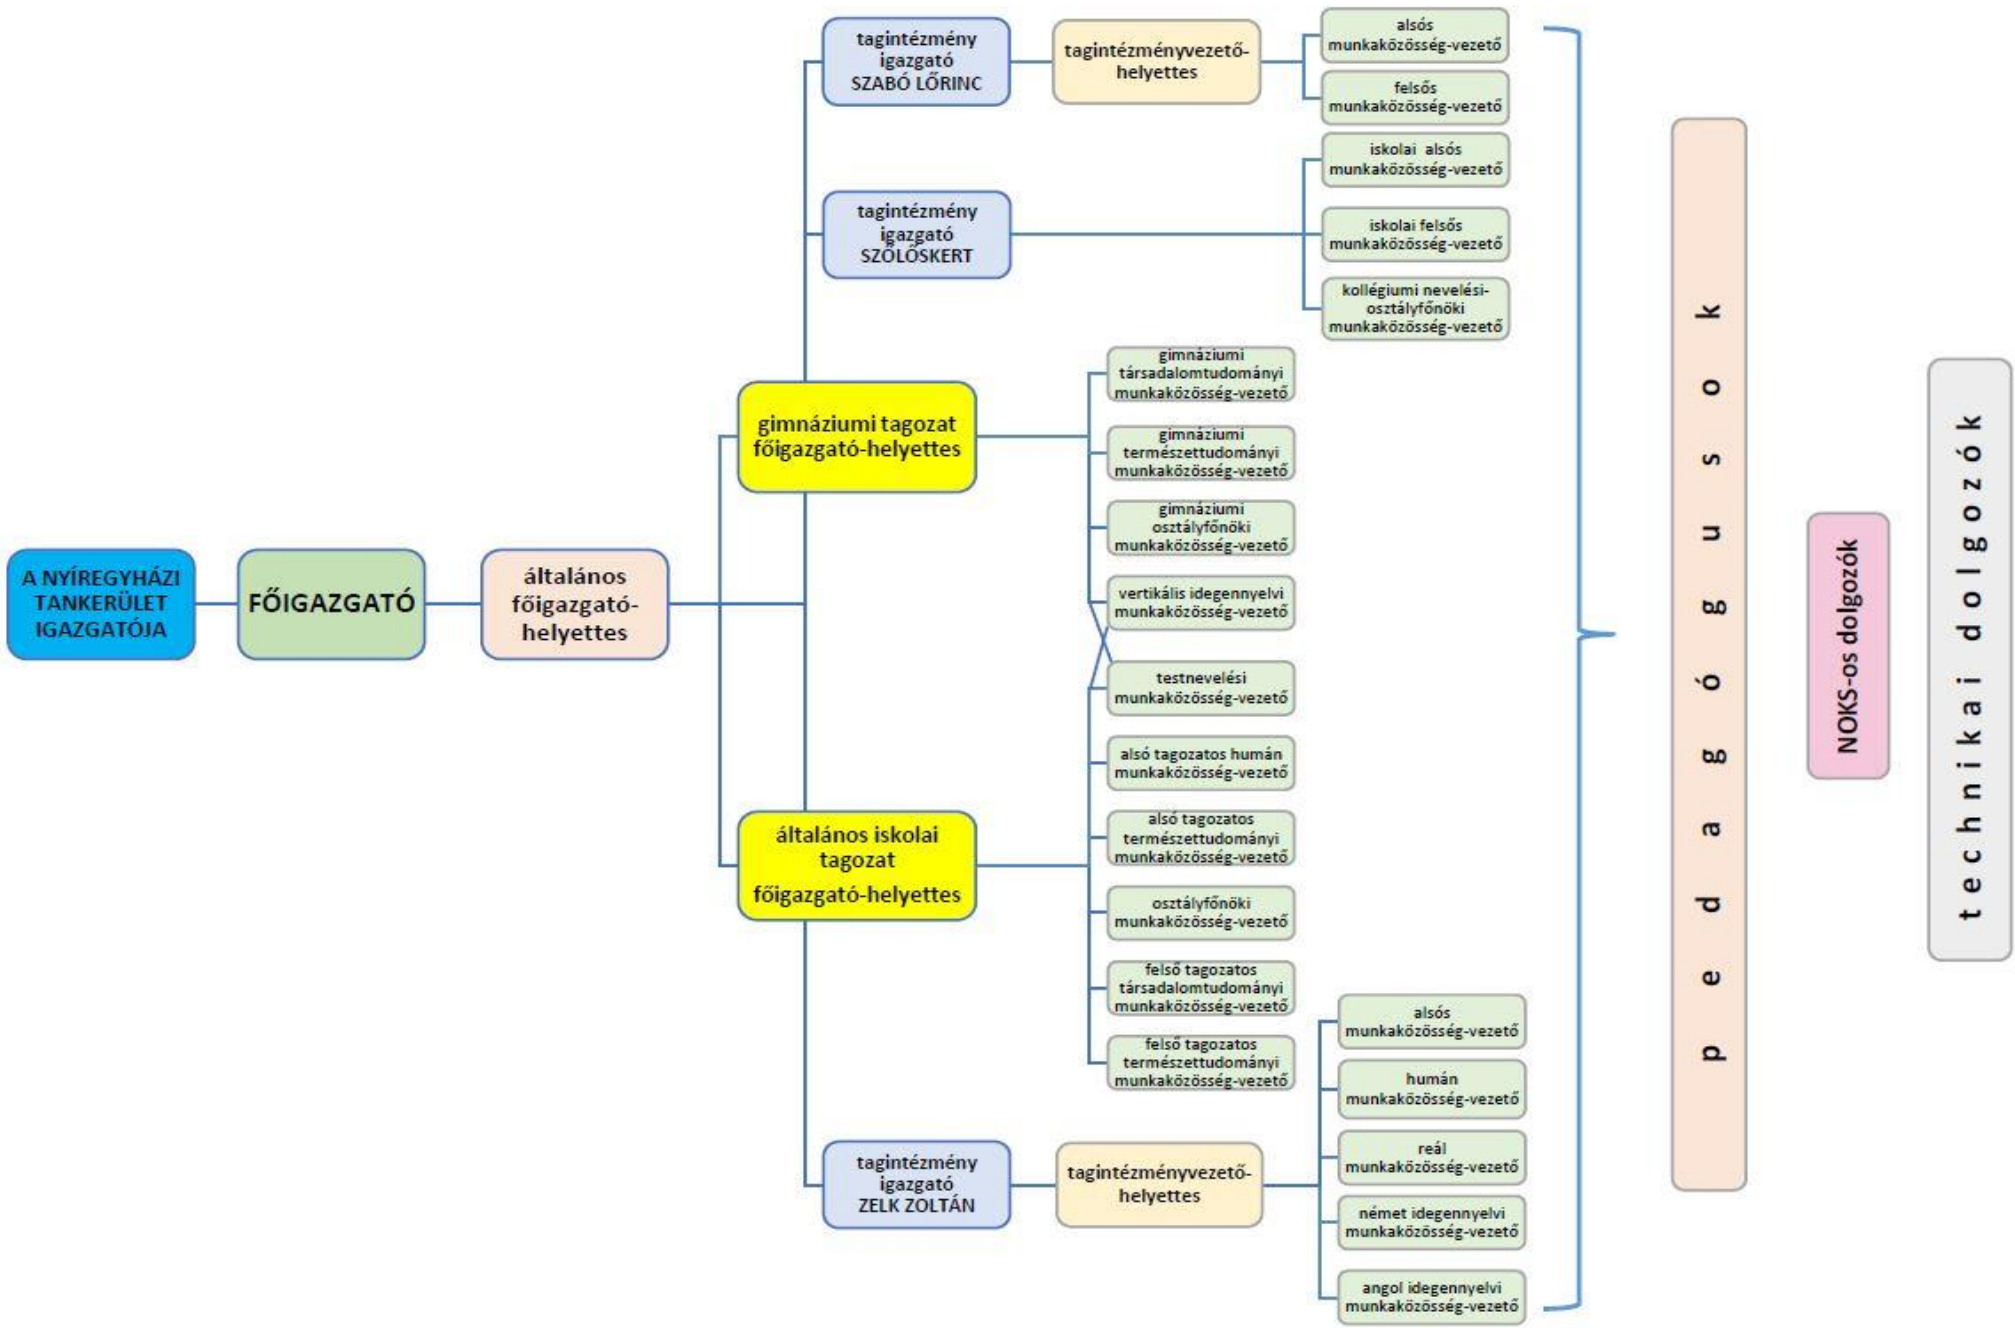 A NYÍREGYHÁZI
TANKERÜLET
IGAZGATÓJA
FŐIGAZGATÓ
általános
főigazgató-
helyettes
tagintézmény
igazgató
SZABÓ LŐRINC
tagintézményvezető-
helyettes
alsós
munkaközösség-vezető
felsős
munkaközösség-vezető
tagintézmény
igazgató
SZŐLŐSKERT
iskolai alsós
munkaközösség-vezető
iskolai felsős
munkaközösség-vezető
kollégiumi nevelési-
osztályfőnöki
munkaközösség-vezető
gimnáziumi tagozat
főigazgató-helyettes
gimnáziumi
társadalomtudományi
munkaközösség-vezető
gimnáziumi
természettudományi
munkaközösség-vezető
gimnáziumi
osztályfőnöki
munkaközösség-vezető
vertikális idegennyelvi
munkaközösség-vezető
testnevelési
munkaközösség-vezető
általános iskolai
tagozat
főigazgató-helyettes
alsó tagozatos humán
munkaközösség-vezető
alsó tagozatos
természettudományi
munkaközösség-vezető
osztályfőnöki
munkaközösség-vezető
felső tagozatos
társadalomtudományi
munkaközösség-vezető
felső tagozatos
természettudományi
munkaközösség-vezető
tagintézmény
igazgató
ZELK ZOLTÁN
tagintézményvezető-
helyettes
alsós
munkaközösség-vezető
humán
munkaközösség-vezető
reál
munkaközösség-vezető
német idegennyelvi
munkaközösség-vezető
angol idegennyelvi
munkaközösség-vezető
pedagógusok
NOKS-os dolgozók
technikai dolgozók